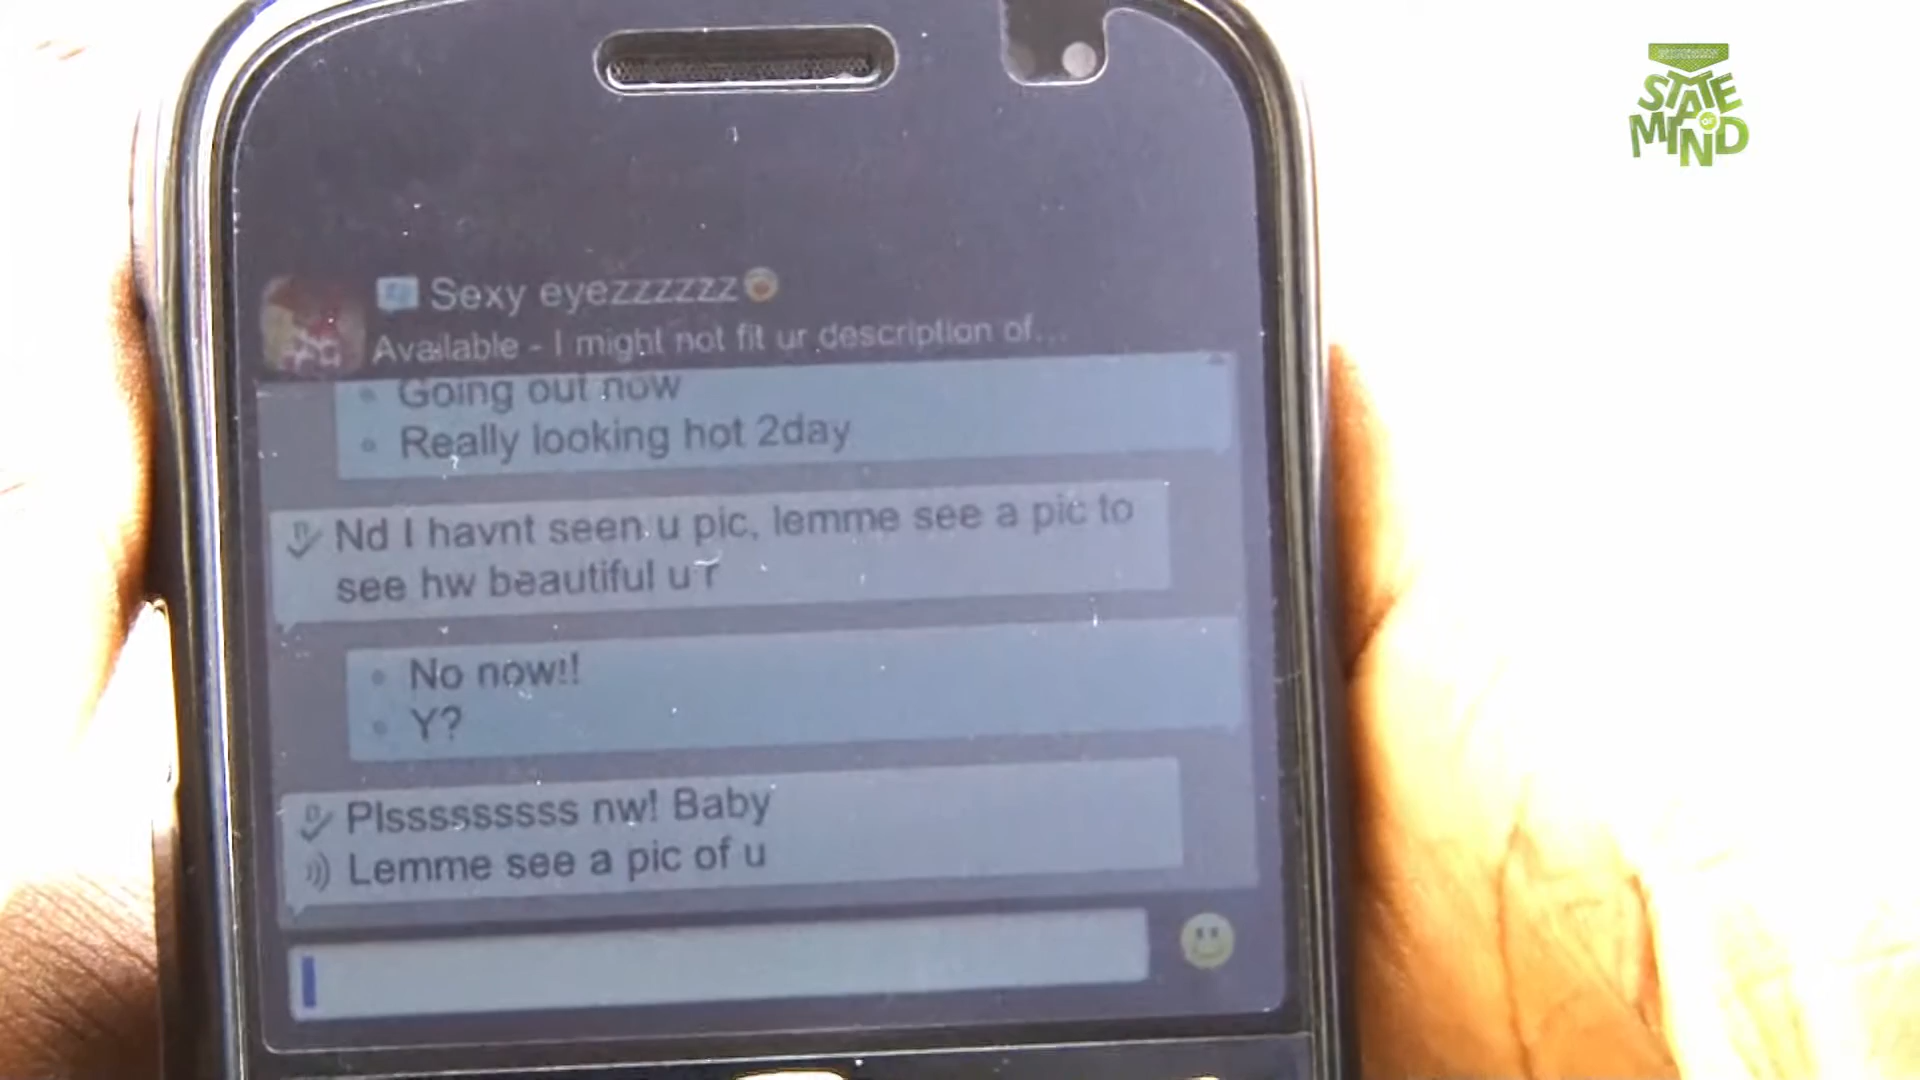 STATE OF MIND
Sexy eyezzzzzz
Available - I might not fit ur description of...
Going out now
Really looking hot 2day
Nd I havnt seen u pic, lemme see a pic to
see hw beautiful u r
No now!!
Y?
Plsssssssss nw! Baby
Lemme see a pic of u